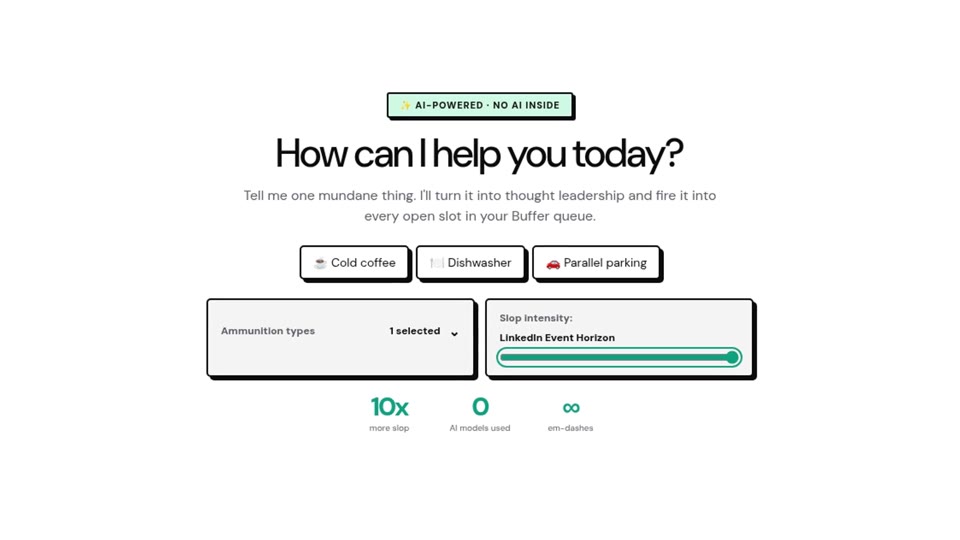 ✨ AI-POWERED · NO AI INSIDE
How can I help you today?
Tell me one mundane thing. I'll turn it into thought leadership and fire it into
every open slot in your Buffer queue.
☕ Cold coffee
🍽️ Dishwasher
🚗 Parallel parking
Ammunition types
1 selected
Slop intensity:
LinkedIn Event Horizon
10x
more slop
0
AI models used
∞
em-dashes